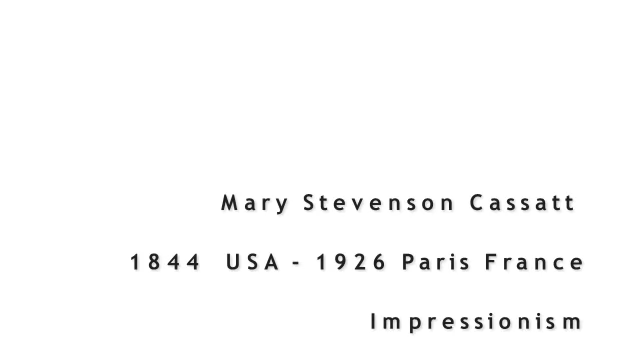 Mary Stevenson Cassatt
1844 USA - 1926 Paris France
Impressionism